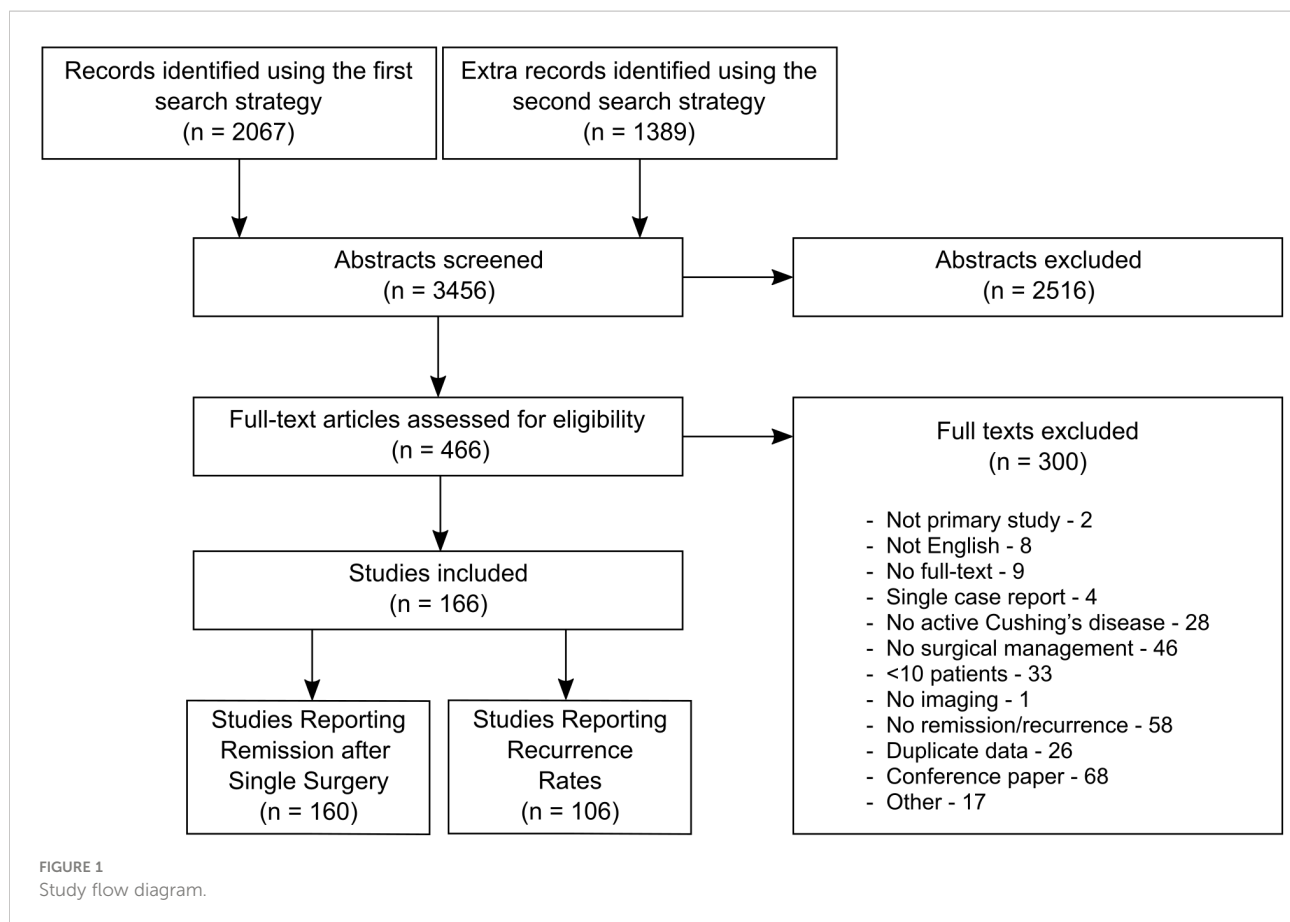 Records identified using the first
search strategy
(n = 2067)
Extra records identified using the
second search strategy
(n = 1389)
Abstracts screened
(n = 3456)
Abstracts excluded
(n = 2516)
Full-text articles assessed for eligibility
(n = 466)
Full texts excluded
(n = 300)
- Not primary study - 2
- Not English - 8
- No full-text - 9
- Single case report - 4
- No active Cushing's disease - 28
- No surgical management - 46
- <10 patients - 33
- No imaging - 1
- No remission/recurrence - 58
- Duplicate data - 26
- Conference paper - 68
- Other - 17
Studies included
(n = 166)
Studies Reporting
Remission after
Single Surgery
(n = 160)
Studies Reporting
Recurrence
Rates
(n = 106)
FIGURE 1
Study flow diagram.